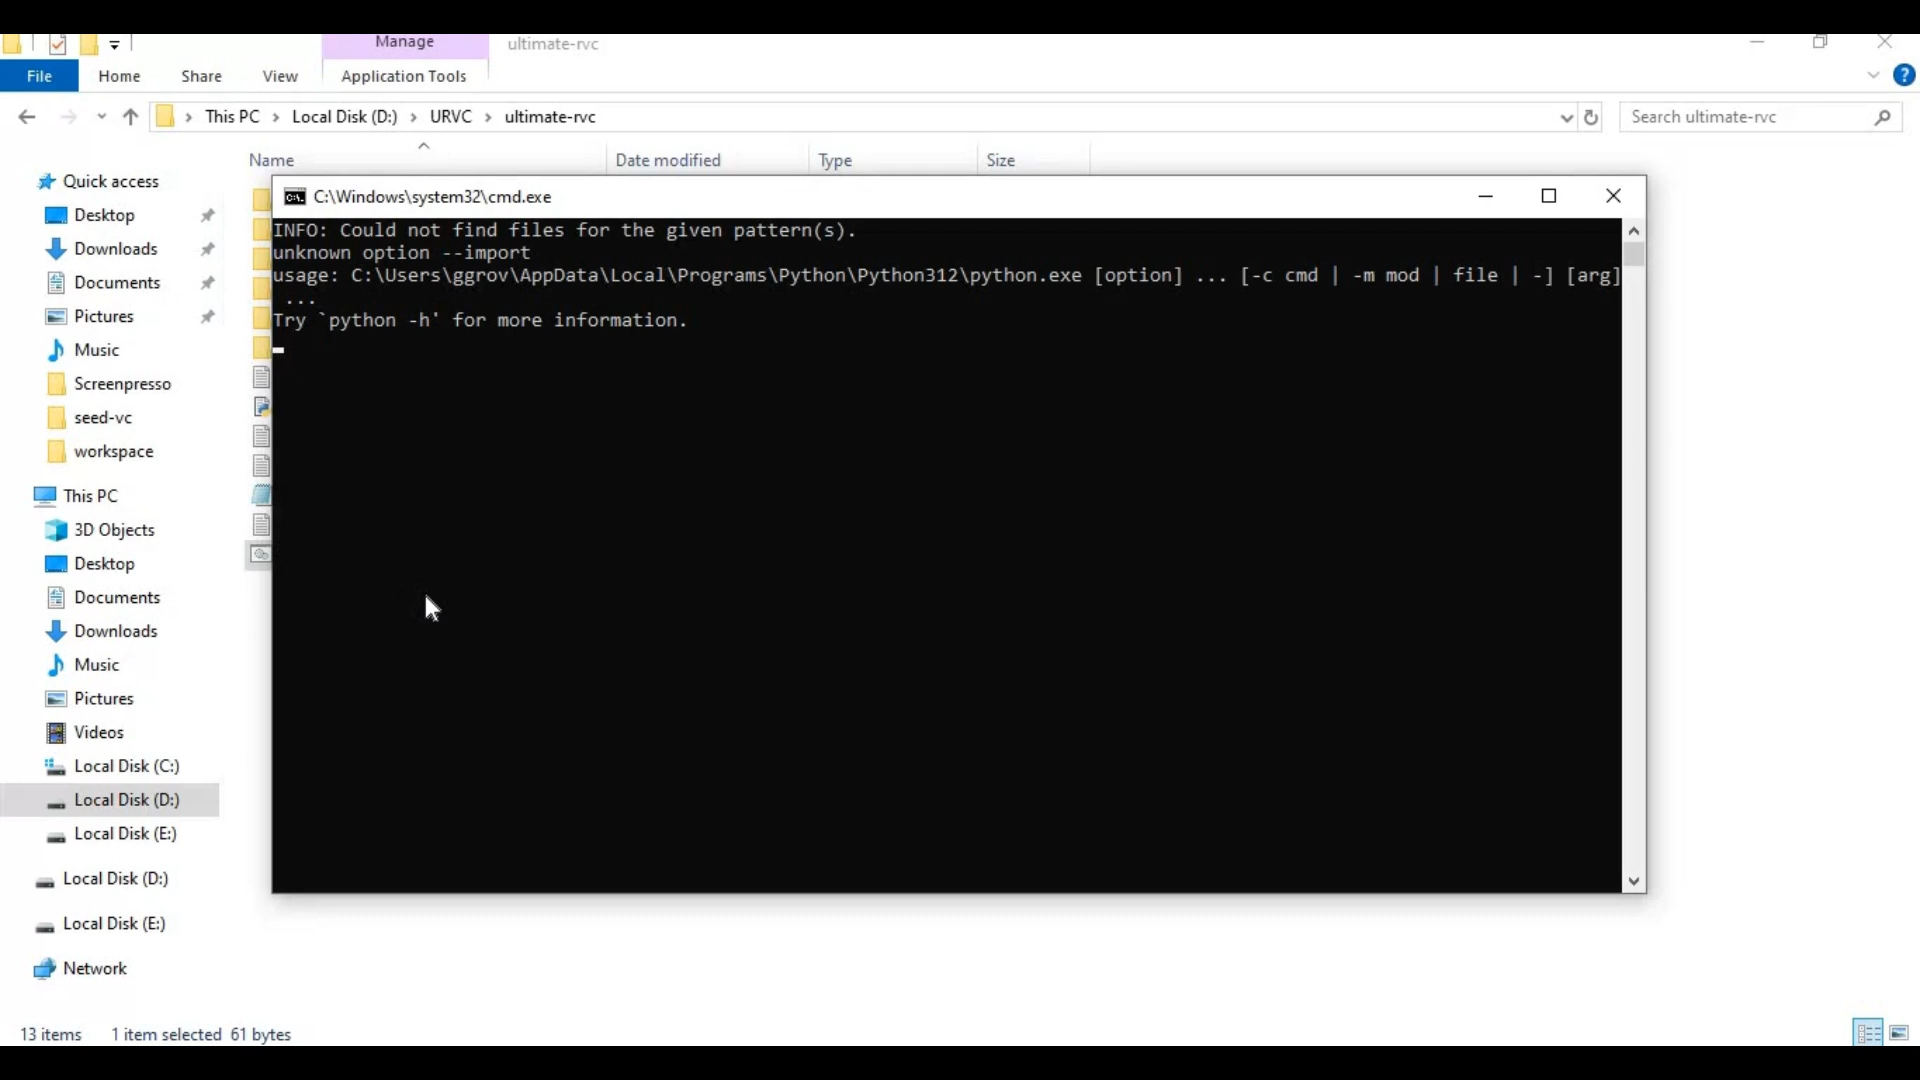 Manage
ultimate-rvc
File
Home
Share
View
Application Tools
This PC
Local Disk (D:)
URVC
ultimate-rvc
Search ultimate-rvc
Name
Date modified
Type
Size
Quick access
Desktop
Downloads
Documents
Pictures
Music
Screenpresso
seed-vc
workspace
This PC
3D Objects
Desktop
Documents
Downloads
Music
Pictures
Videos
Local Disk (C:)
Local Disk (D:)
Local Disk (E:)
Local Disk (D:)
Local Disk (E:)
Network
C:\Windows\system32\cmd.exe
INFO: Could not find files for the given pattern(s).
unknown option --import
usage: C:\Users\ggrov\AppData\Local\Programs\Python\Python312\python.exe [option] ... [-c cmd | -m mod | file | -] [arg]
...
Try `python -h' for more information.
13 items
1 item selected 61 bytes